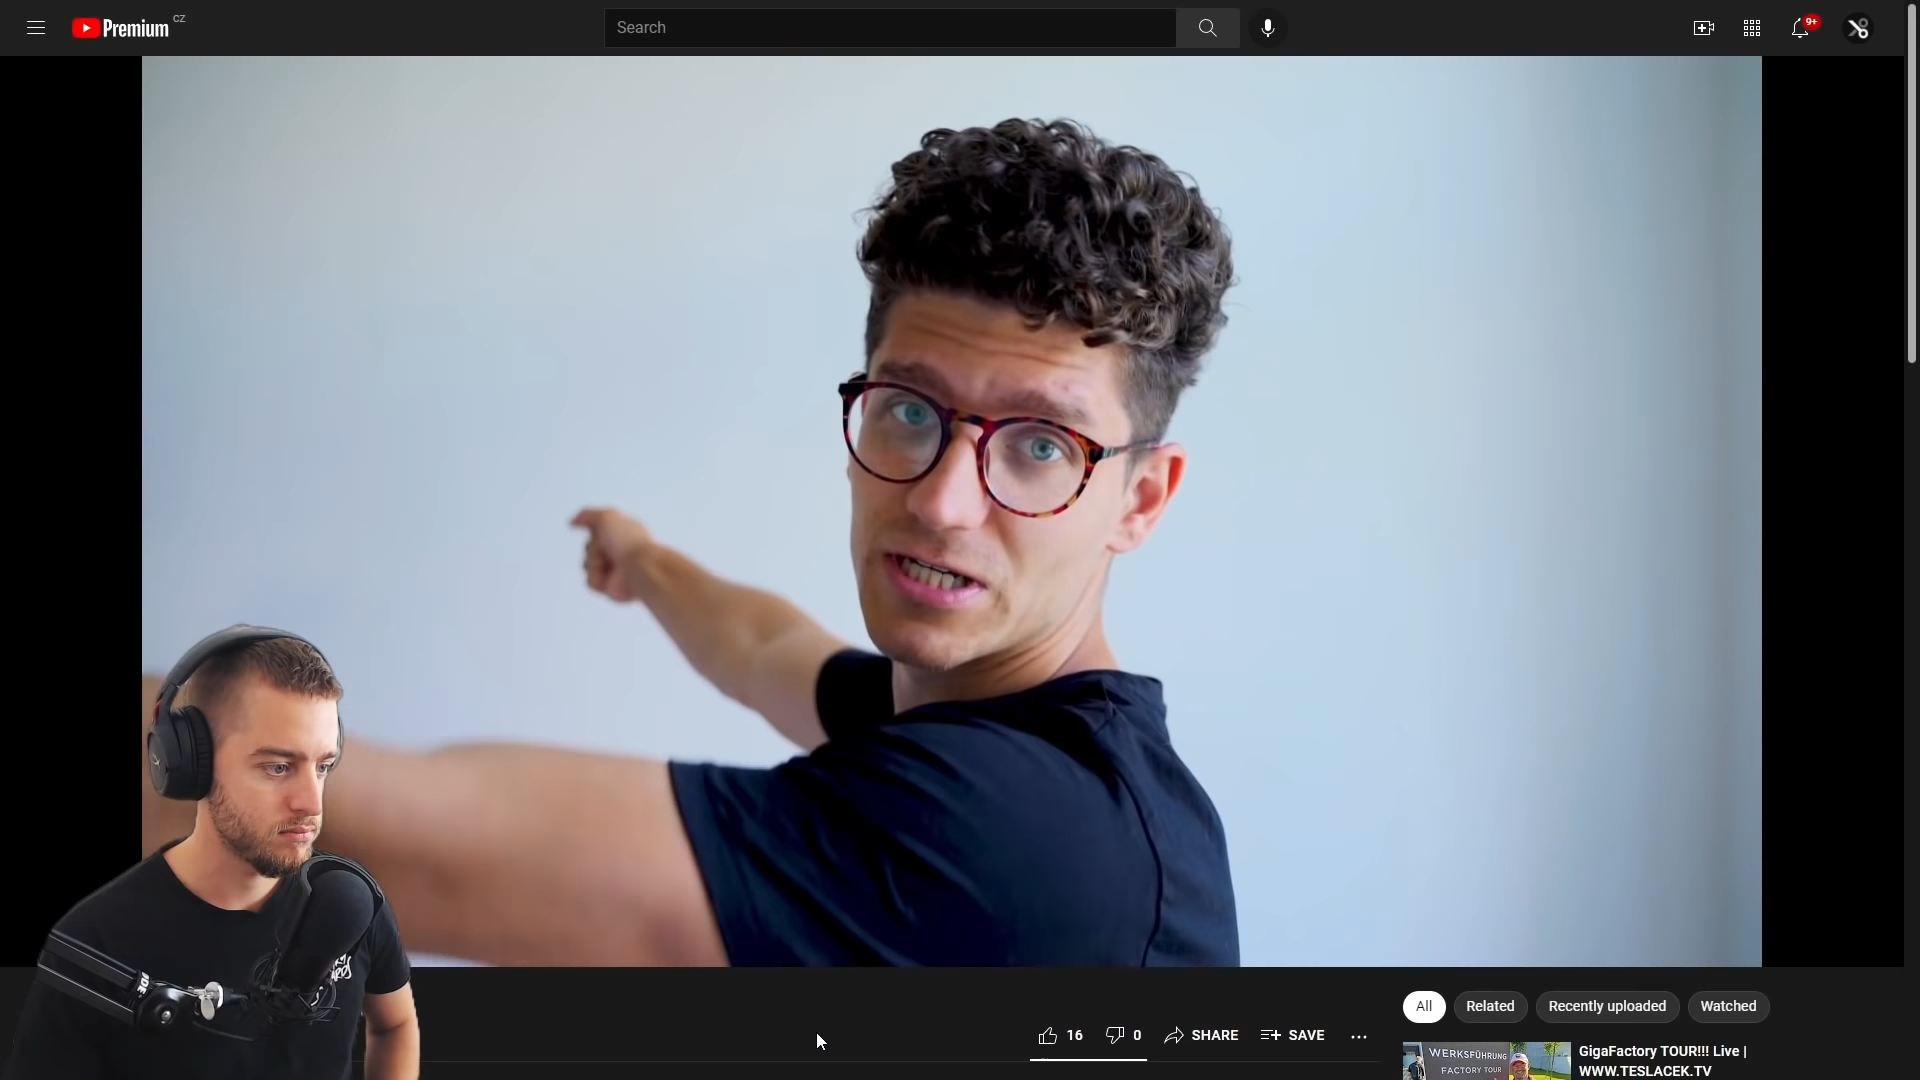 Premium CZ
Search
9+
16
0
SHARE
SAVE
All
Related
Recently uploaded
Watched
WERKSFÜHRUNG
FACTORY TOUR
GigaFactory TOUR!!! Live |
WWW.TESLACEK.TV